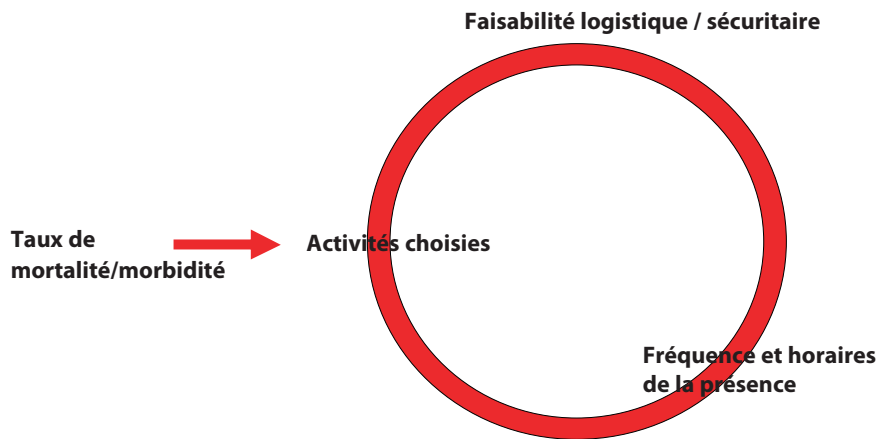 Faisabilité logistique / sécuritaire
Taux de
mortalité/morbidité
Activités choisies
Fréquence et horaires
de la présence